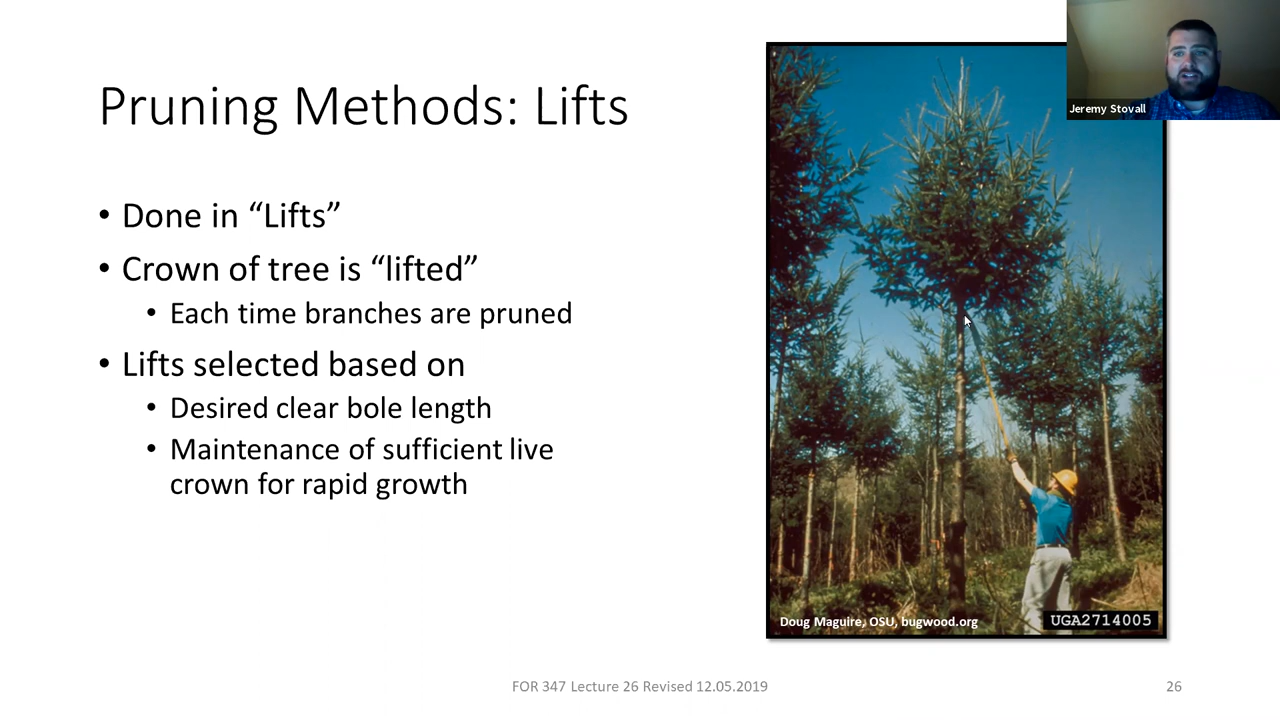 Jeremy Stovall
Pruning Methods: Lifts
• Done in “Lifts”
• Crown of tree is “lifted”
• Each time branches are pruned
• Lifts selected based on
• Desired clear bole length
• Maintenance of sufficient live
crown for rapid growth
Doug Maguire, OSU, bugwood.org
UGA2714005
FOR 347 Lecture 26 Revised 12.05.2019
26